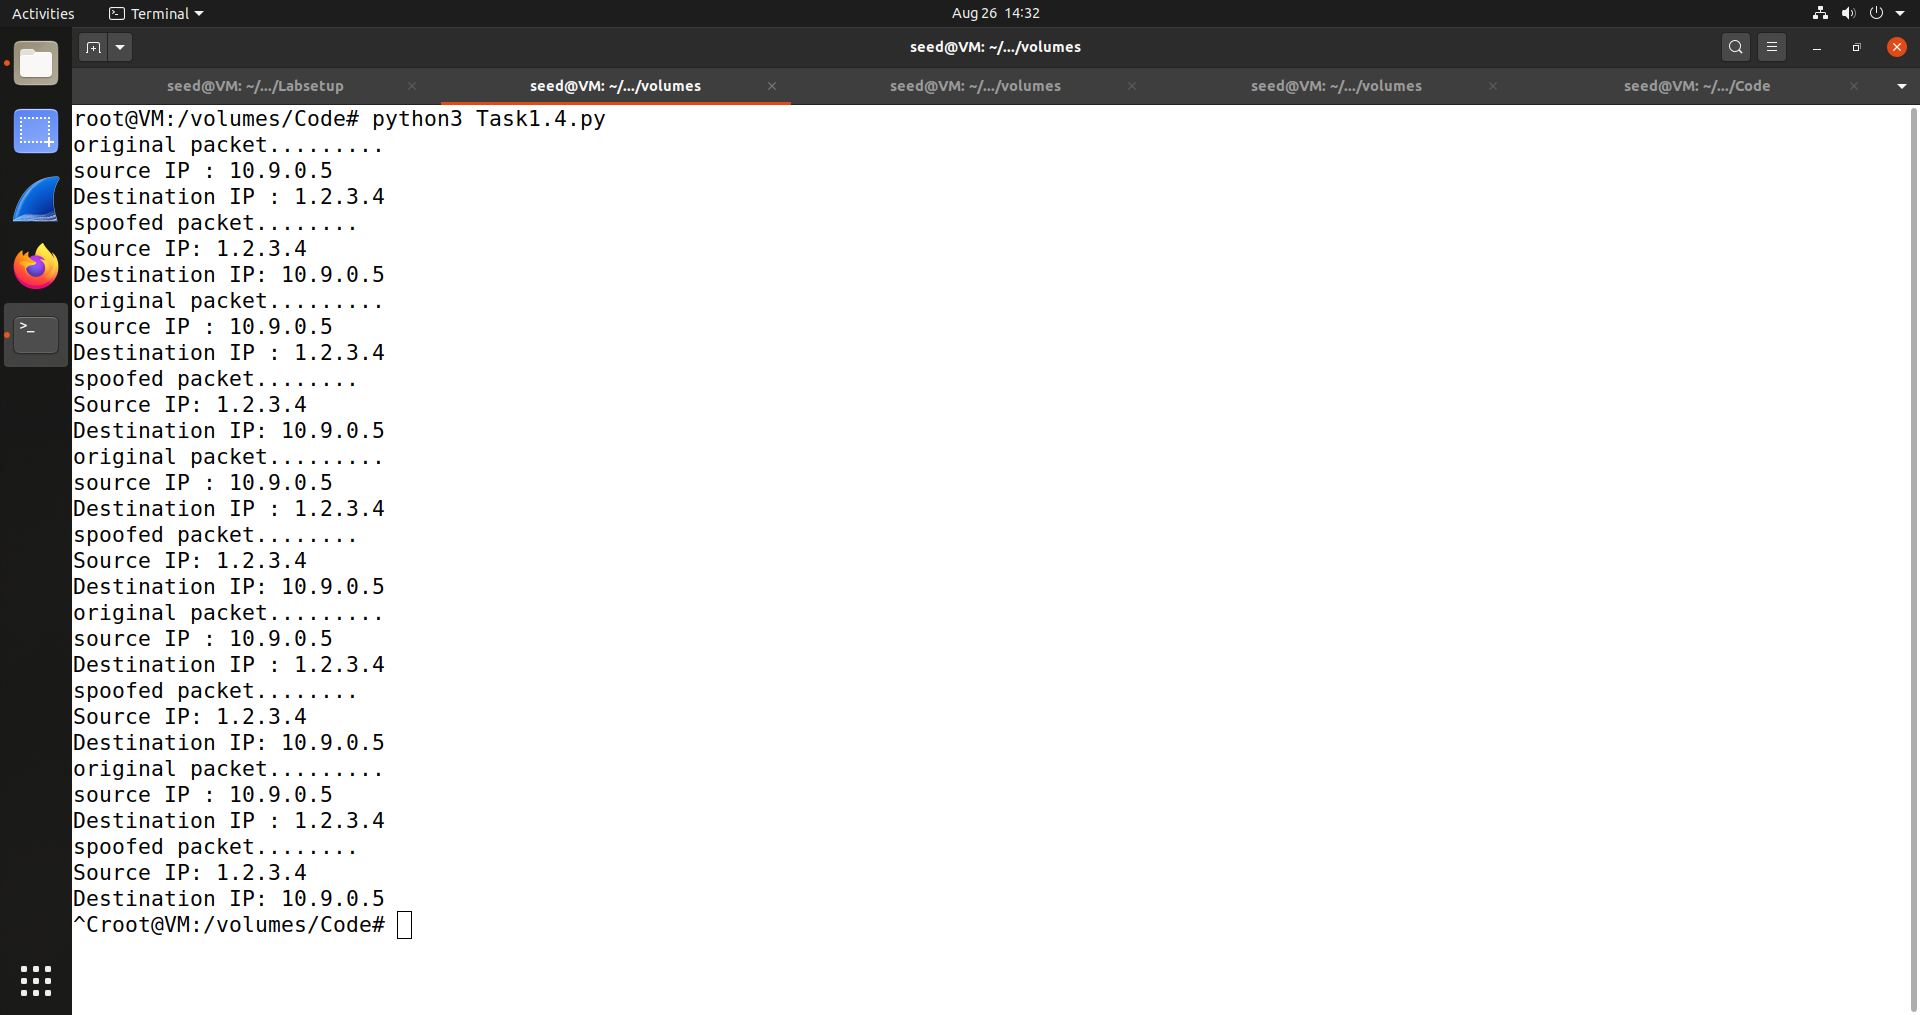 Activities Terminal Aug 26 14:32
seed@VM: ~/.../volumes
seed@VM: ~/.../Labsetup seed@VM: ~/.../volumes seed@VM: ~/.../volumes seed@VM: ~/.../volumes seed@VM: ~/.../Code
root@VM:/volumes/Code# python3 Task1.4.py
original packet.........
source IP : 10.9.0.5
Destination IP : 1.2.3.4
spoofed packet........
Source IP: 1.2.3.4
Destination IP: 10.9.0.5
original packet.........
source IP : 10.9.0.5
Destination IP : 1.2.3.4
spoofed packet........
Source IP: 1.2.3.4
Destination IP: 10.9.0.5
original packet.........
source IP : 10.9.0.5
Destination IP : 1.2.3.4
spoofed packet........
Source IP: 1.2.3.4
Destination IP: 10.9.0.5
original packet.........
source IP : 10.9.0.5
Destination IP : 1.2.3.4
spoofed packet........
Source IP: 1.2.3.4
Destination IP: 10.9.0.5
original packet.........
source IP : 10.9.0.5
Destination IP : 1.2.3.4
spoofed packet........
Source IP: 1.2.3.4
Destination IP: 10.9.0.5
^Croot@VM:/volumes/Code#